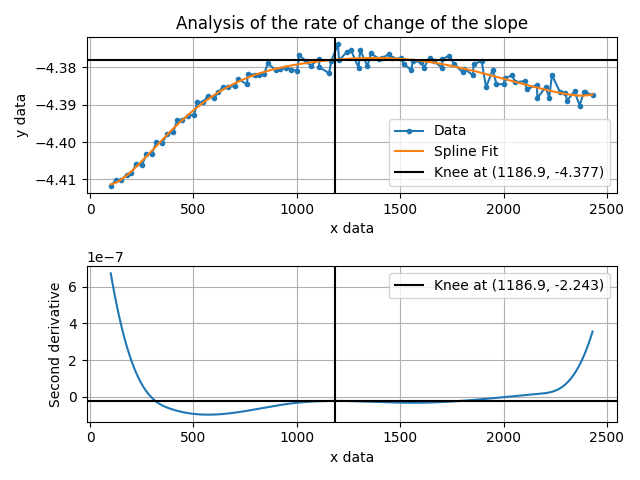 Analysis of the rate of change of the slope
y data
−4.38
−4.39
−4.40
−4.41
Data
Spline Fit
Knee at (1186.9, -4.377)
0 500 1000 1500 2000 2500
x data
1e−7
Second derivative
6
4
2
0
Knee at (1186.9, -2.243)
0 500 1000 1500 2000 2500
x data